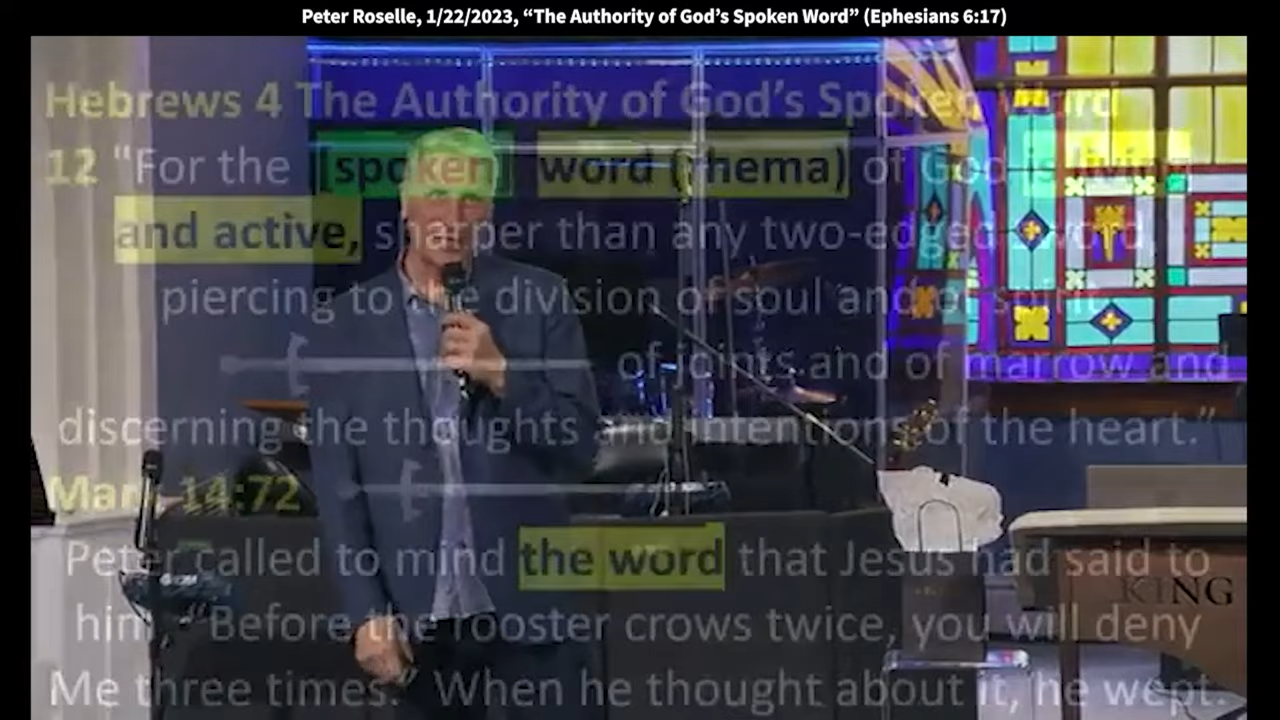 Peter Roselle, 1/22/2023, “The Authority of God’s Spoken Word” (Ephesians 6:17)
Hebrews 4 The Authority of God’s Spoken Word
12 “For the [spoken] word (rhema) of God is living
and active, sharper than any two-edged sword,
piercing to the division of soul and of spirit
of joints and of marrow and
discerning the thoughts and intentions of the heart.”
Mark 14:72
Peter called to mind the word that Jesus had said to
him, “Before the rooster crows twice, you will deny
Me three times.” When he thought about it, he wept.
KING